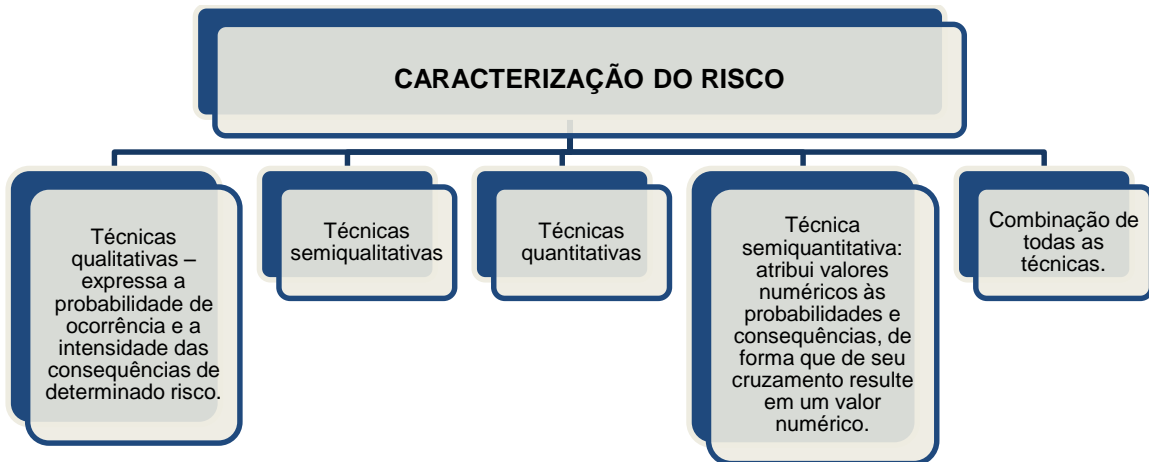 CARACTERIZAÇÃO DO RISCO
Técnicas
qualitativas –
expressa a
probabilidade de
ocorrência e a
intensidade das
consequências de
determinado risco.
Técnicas
semiqualitativas
Técnicas
quantitativas
Técnica
semiquantitativa:
atribui valores
numéricos às
probabilidades e
consequências, de
forma que de seu
cruzamento resulte
em um valor
numérico.
Combinação de
todas as
técnicas.